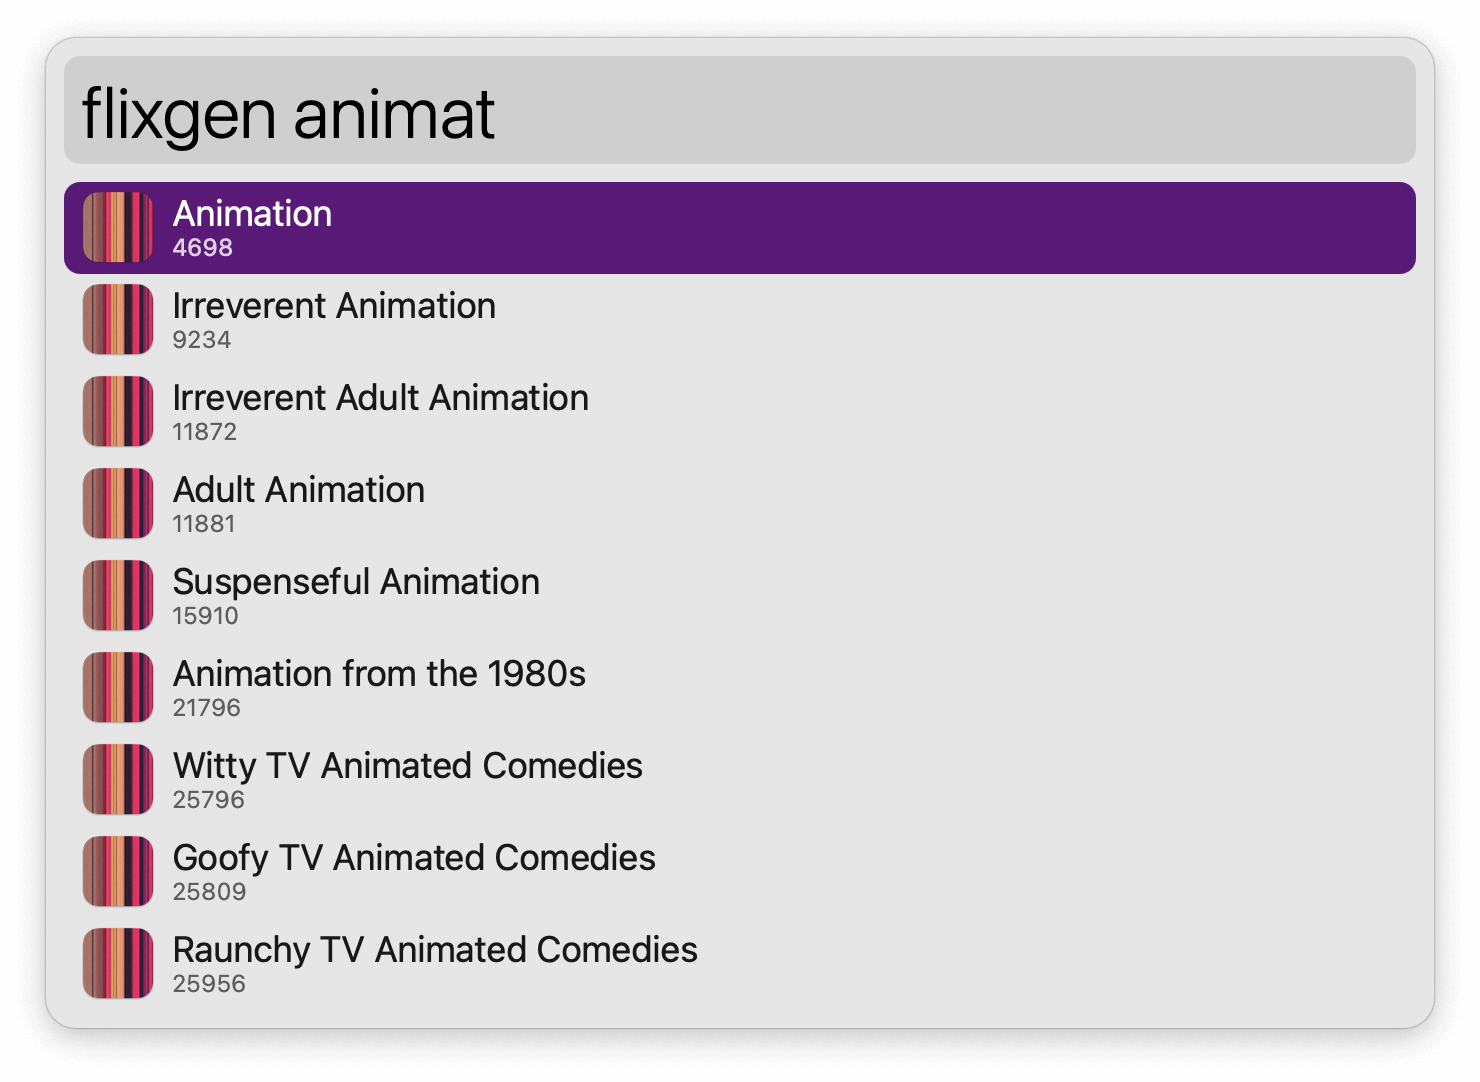 flixgen animat
Animation
4698
Irreverent Animation
9234
Irreverent Adult Animation
11872
Adult Animation
11881
Suspenseful Animation
15910
Animation from the 1980s
21796
Witty TV Animated Comedies
25796
Goofy TV Animated Comedies
25809
Raunchy TV Animated Comedies
25956